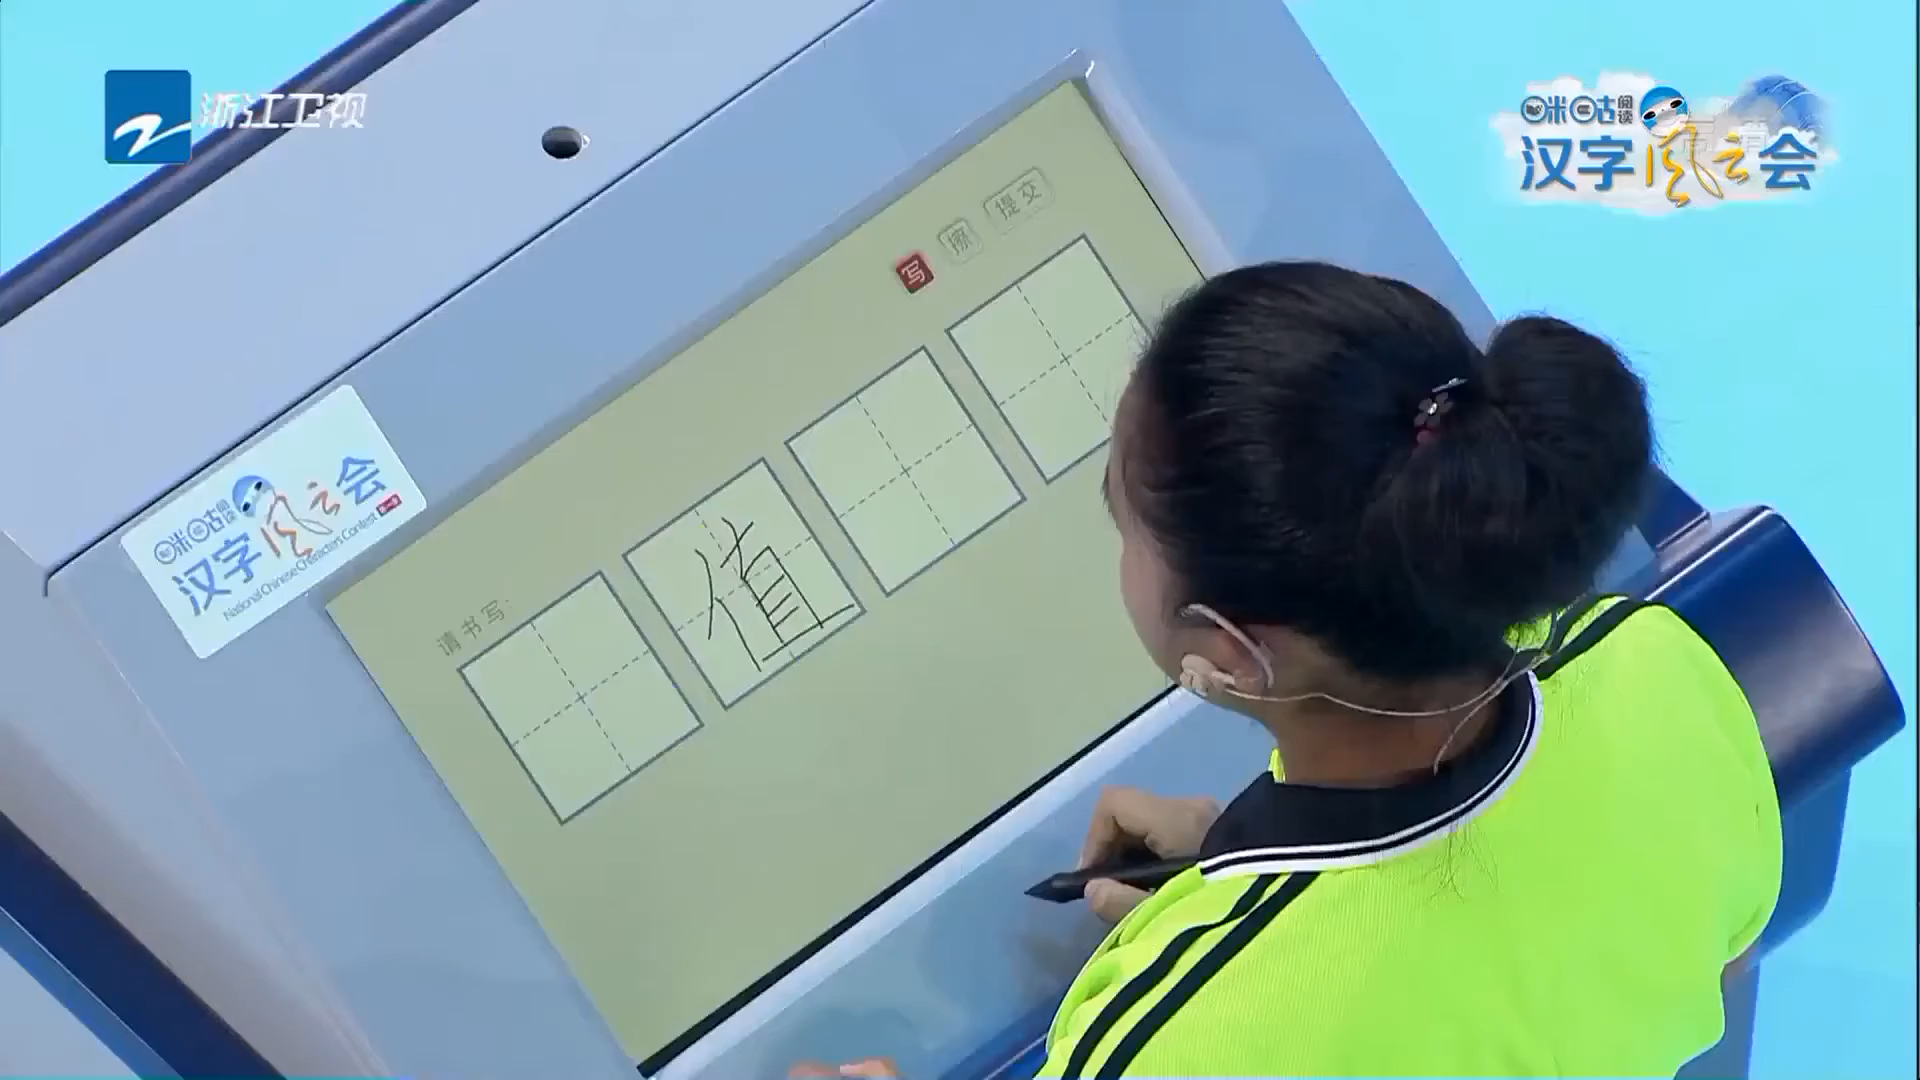 浙江卫视
咪咕阅读
汉字风云会
提交
擦
写
请书写:
值
咪咕阅读
汉字风云会
National Chinese Characters Contest